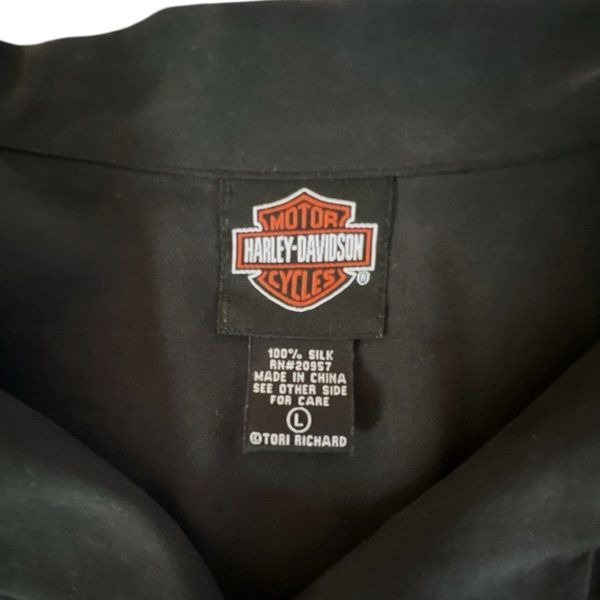 MOTOR
HARLEY-DAVIDSON
CYCLES
®
100% SILK
RN#20957
MADE IN CHINA
SEE OTHER SIDE
FOR CARE
L
©TORI RICHARD